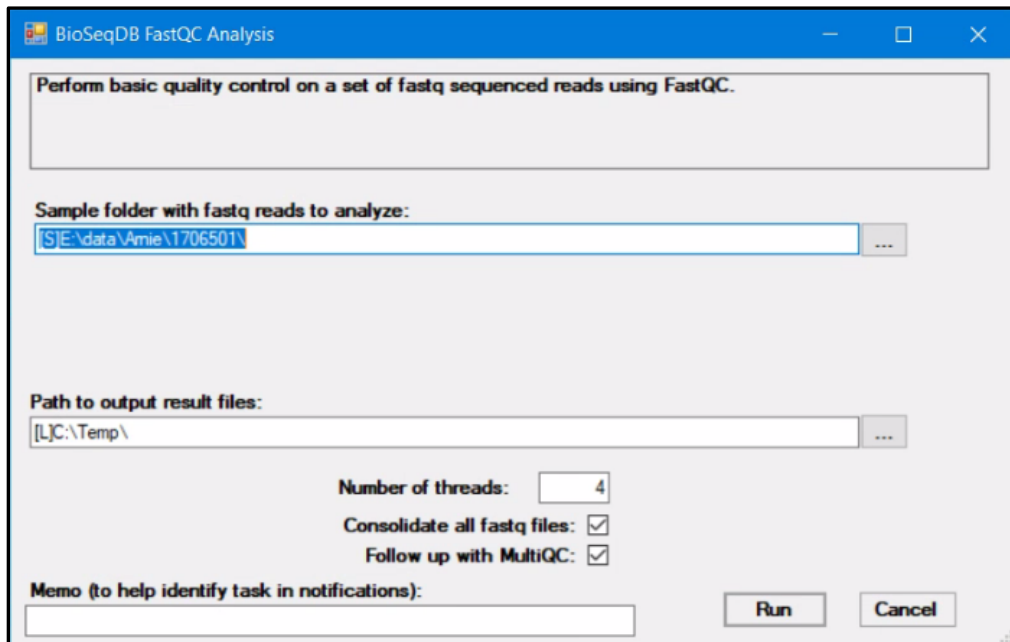 BioSeqDB FastQC Analysis
Perform basic quality control on a set of fastq sequenced reads using FastQC.
Sample folder with fastq reads to analyze:
[S]E:\data\Amie\1706501\
...
Path to output result files:
[L]C:\Temp\
...
Number of threads: 4
Consolidate all fastq files:
Follow up with MultiQC:
Memo (to help identify task in notifications):
Run Cancel